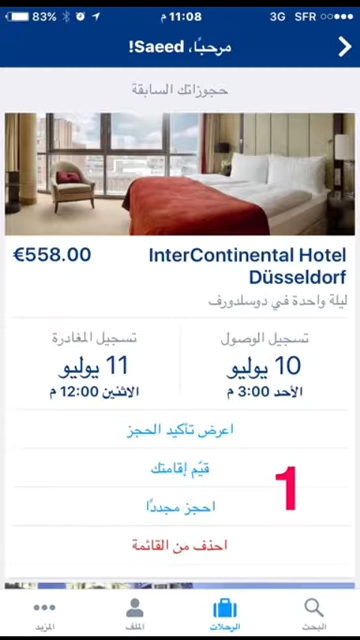 83% 11:08 م 3G SFR
مرحبًا، Saeed!
حجوزاتك السابقة
€558.00 InterContinental Hotel
Düsseldorf
ليلة واحدة في دوسلدورف
تسجيل الوصول
10 يوليو
الأحد 3:00 م
تسجيل المغادرة
11 يوليو
الاثنين 12:00 م
اعرض تأكيد الحجز
قيّم إقامتك
احجز مجددًا
1
احذف من القائمة
البحث
الرحلات
الملف
المزيد